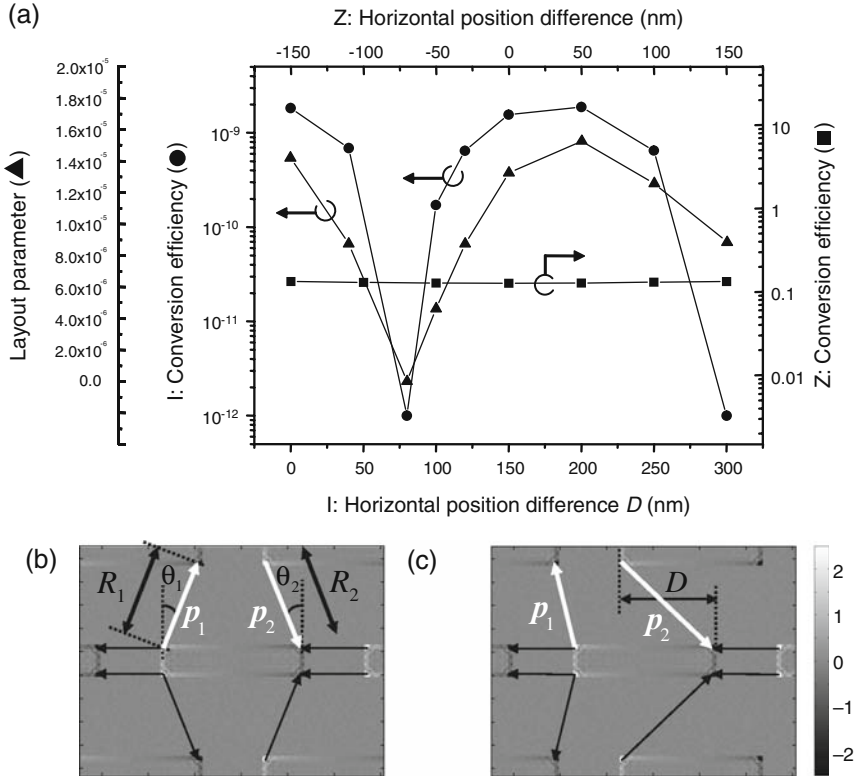 (a)
Z: Horizontal position difference (nm)
-150 -100 -50 0 50 100 150
2.0x10⁻⁵
1.8x10⁻⁵
1.6x10⁻⁵
1.4x10⁻⁵
1.2x10⁻⁵
1.0x10⁻⁵
8.0x10⁻⁶
6.0x10⁻⁶
4.0x10⁻⁶
2.0x10⁻⁶
0.0
Layout parameter (▲)
I: Conversion efficiency (●)
10⁻⁹
10⁻¹⁰
10⁻¹¹
10⁻¹²
10
1
0.1
0.01
Z: Conversion efficiency (■)
0 50 100 150 200 250 300
I: Horizontal position difference D (nm)
(b)
R₁ θ₁ p₁ p₂ θ₂ R₂
(c)
p₁ p₂ D
2
1
0
−1
−2